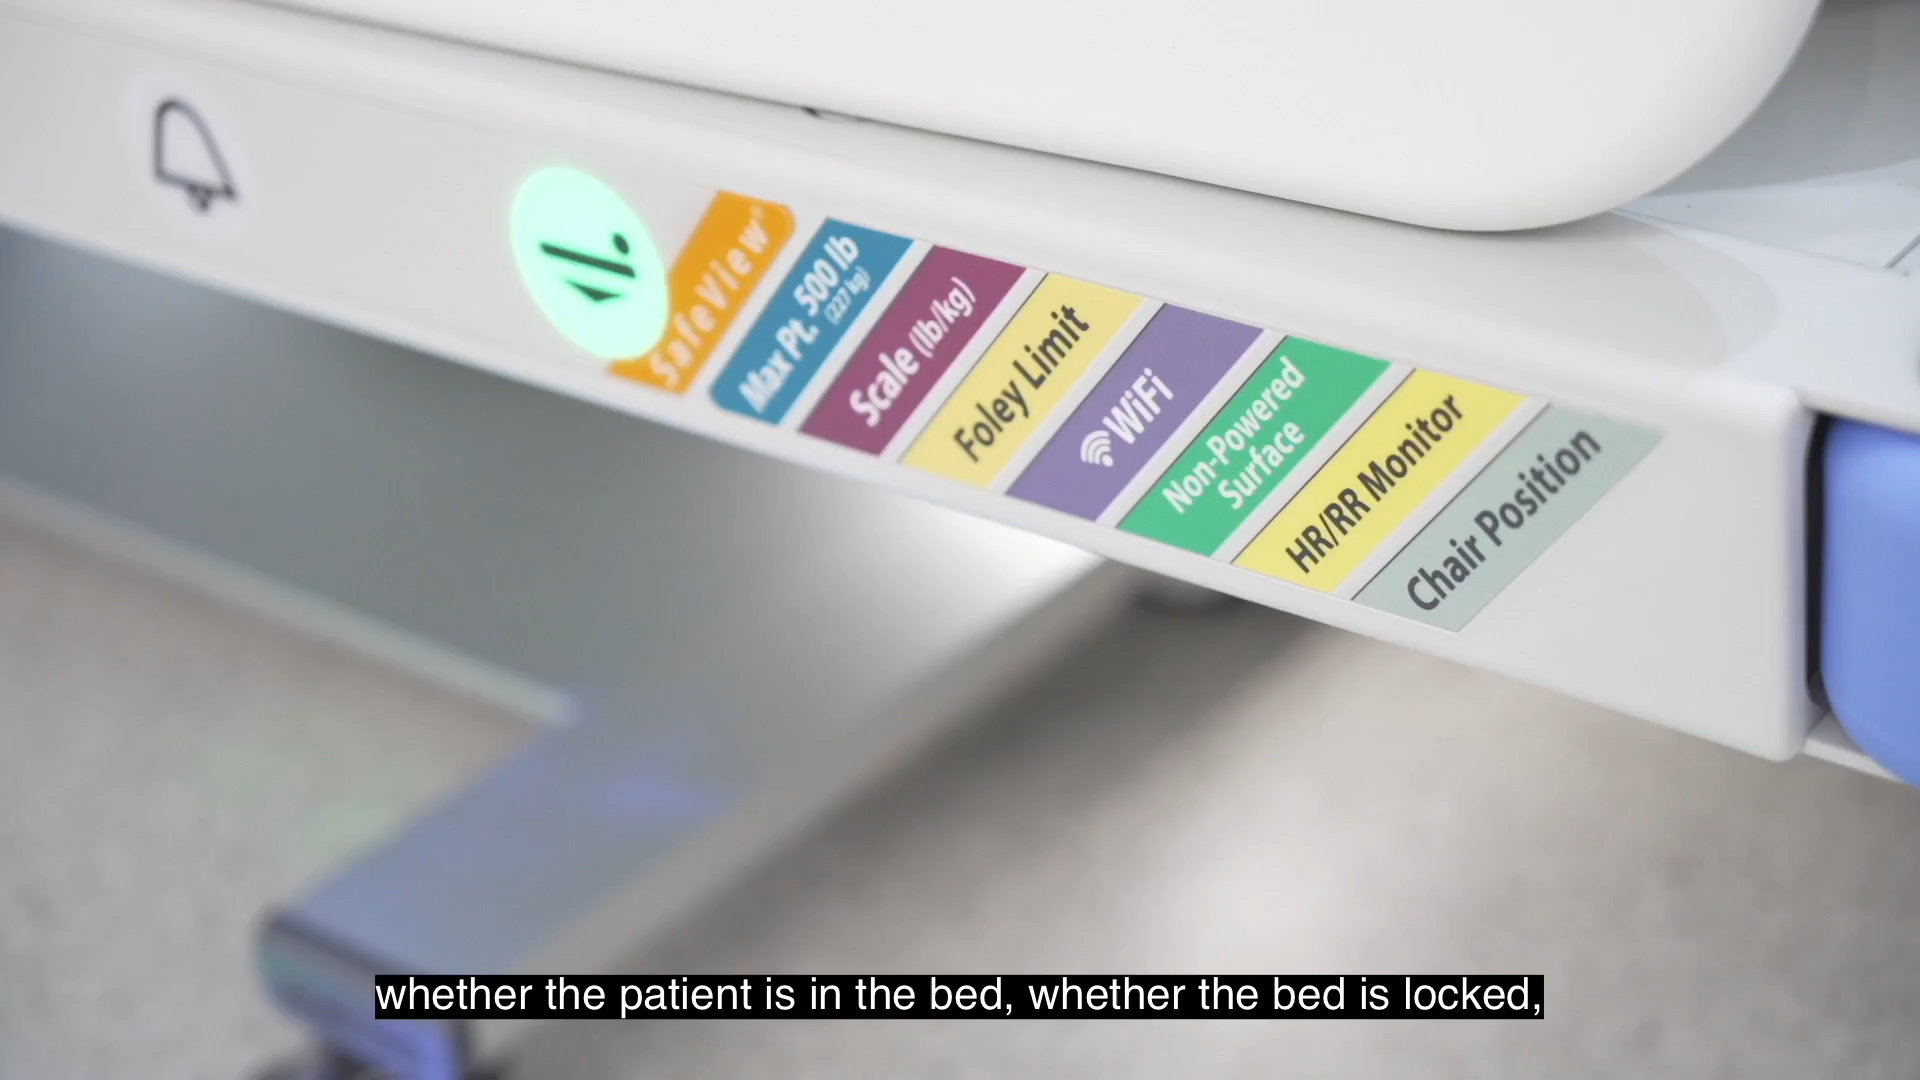 SafeView®
Max Pt. 500 lb
(227 kg)
Scale (lb/kg)
Foley Limit
WiFi
Non-Powered
Surface
HR/RR Monitor
Chair Position
whether the patient is in the bed, whether the bed is locked,